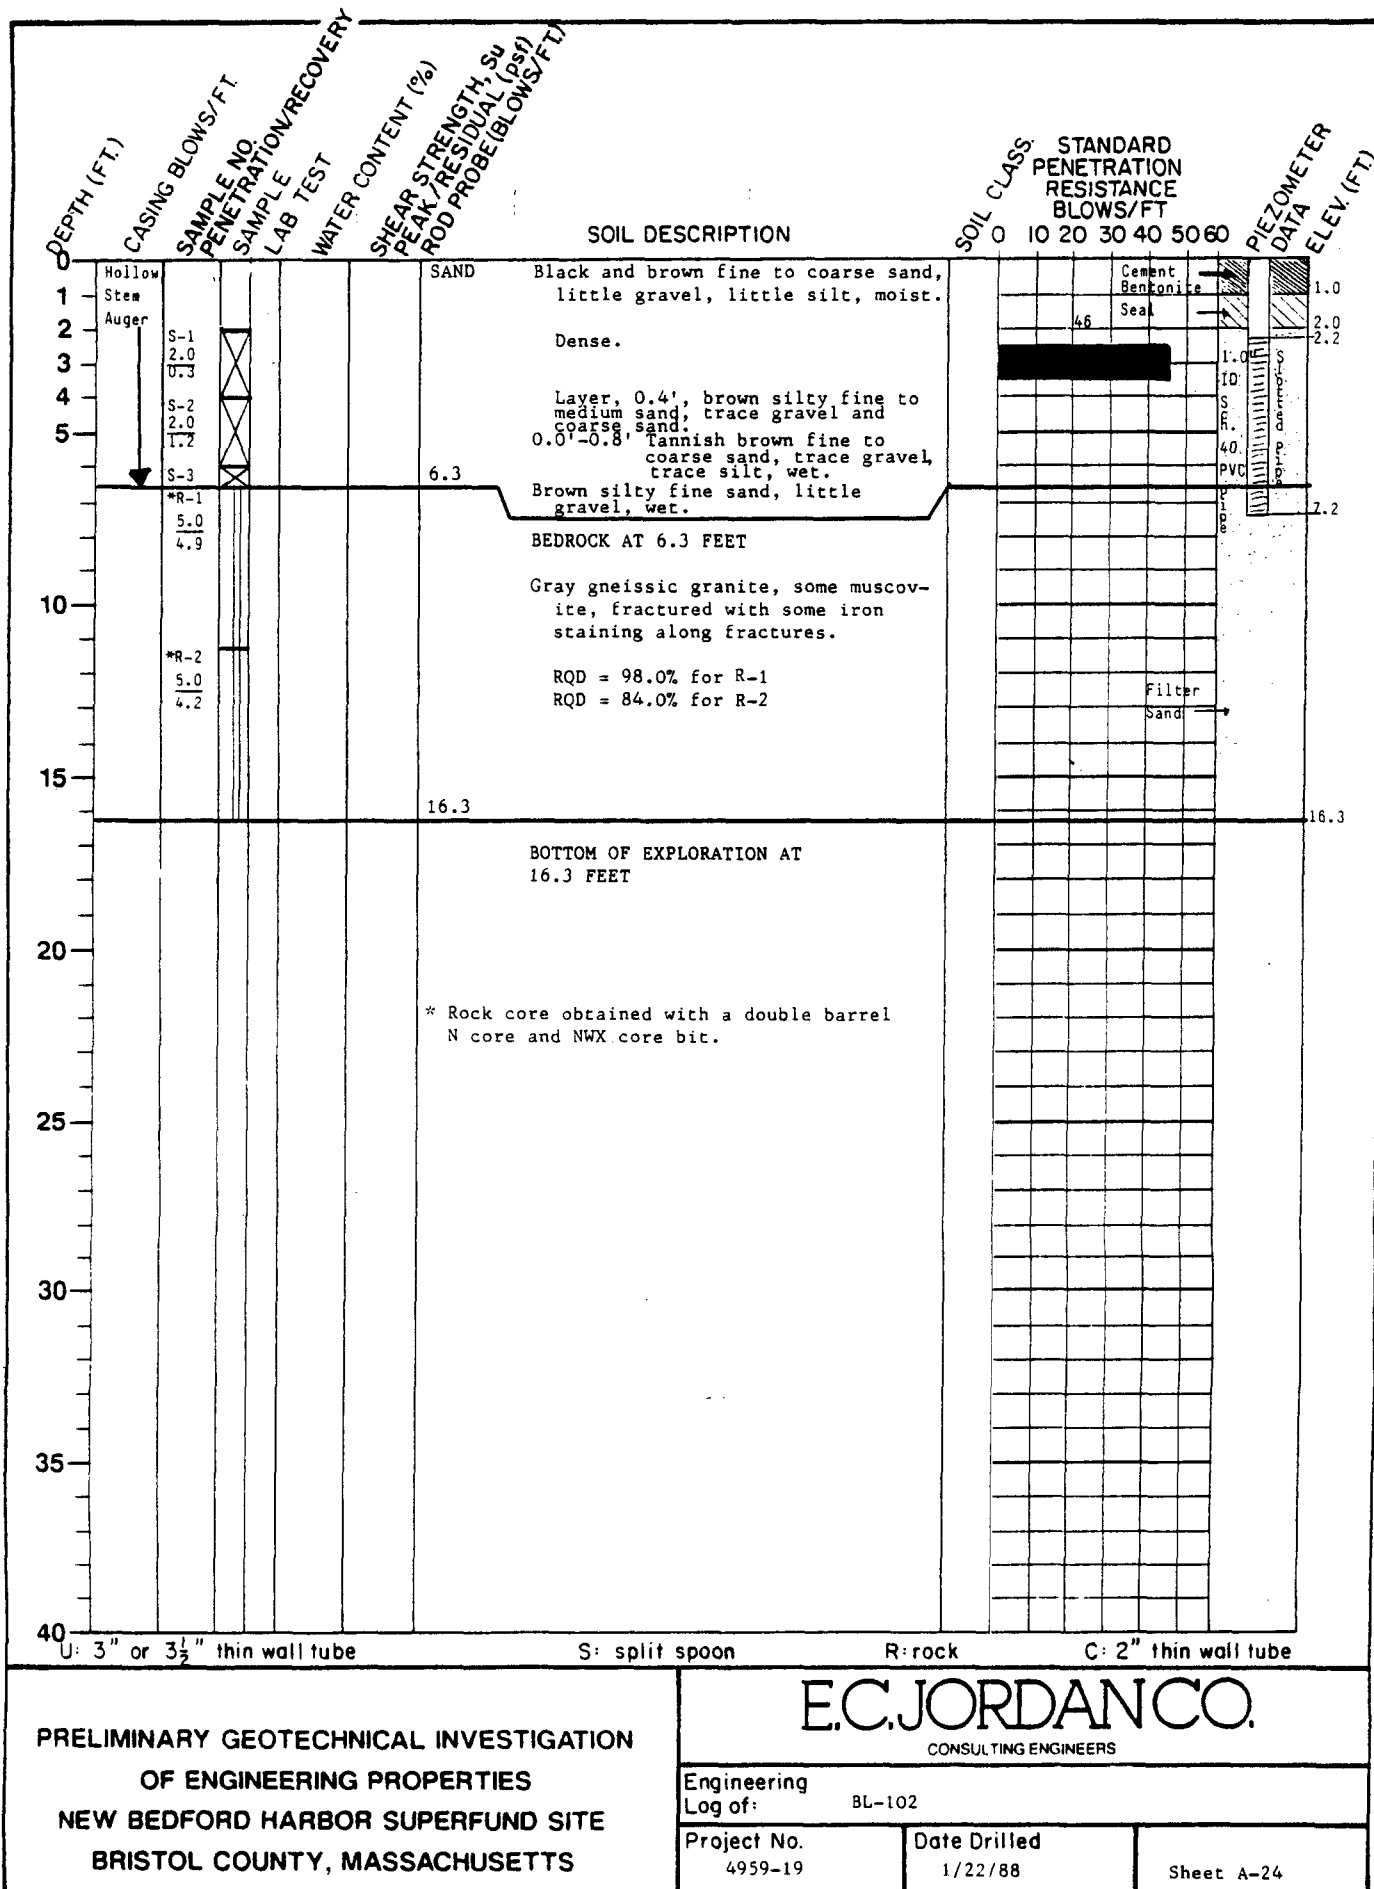 DEPTH (FT.)
CASING BLOWS/FT.
SAMPLE NO.
PENETRATION/RECOVERY
SAMPLE
LAB TEST
WATER CONTENT (%)
SHEAR STRENGTH, Su
PEAK/RESIDUAL (psf)
ROD PROBE (BLOWS/FT.)
SOIL DESCRIPTION
SOIL CLASS.
STANDARD
PENETRATION
RESISTANCE
BLOWS/FT
0 10 20 30 40 50 60
PIEZOMETER
DATA
ELEV. (FT.)
0
1
2
3
4
5
10
15
20
25
30
35
40
Hollow
Stem
Auger
S-1
2.0
0.3
S-2
2.0
1.2
S-3
*R-1
5.0
4.9
*R-2
5.0
4.2
SAND
6.3
16.3
Black and brown fine to coarse sand,
little gravel, little silt, moist.
Dense.
Layer, 0.4', brown silty fine to
medium sand, trace gravel and
coarse sand.
0.0'-0.8' Tannish brown fine to
coarse sand, trace gravel,
trace silt, wet.
Brown silty fine sand, little
gravel, wet.
BEDROCK AT 6.3 FEET
Gray gneissic granite, some muscov-
ite, fractured with some iron
staining along fractures.
RQD = 98.0% for R-1
RQD = 84.0% for R-2
BOTTOM OF EXPLORATION AT
16.3 FEET
* Rock core obtained with a double barrel
N core and NWX core bit.
46
Cement
Bentonite
Seal
1.0"
ID
40
PVC
Pipe
Slotted
Pipe
Filter
Sand
1.0
2.0
2.2
7.2
16.3
U: 3" or 3½" thin wall tube
S: split spoon
R: rock
C: 2" thin wall tube
PRELIMINARY GEOTECHNICAL INVESTIGATION
OF ENGINEERING PROPERTIES
NEW BEDFORD HARBOR SUPERFUND SITE
BRISTOL COUNTY, MASSACHUSETTS
E.C.JORDAN CO.
CONSULTING ENGINEERS
Engineering
Log of: BL-102
Project No.
4959-19
Date Drilled
1/22/88
Sheet A-24